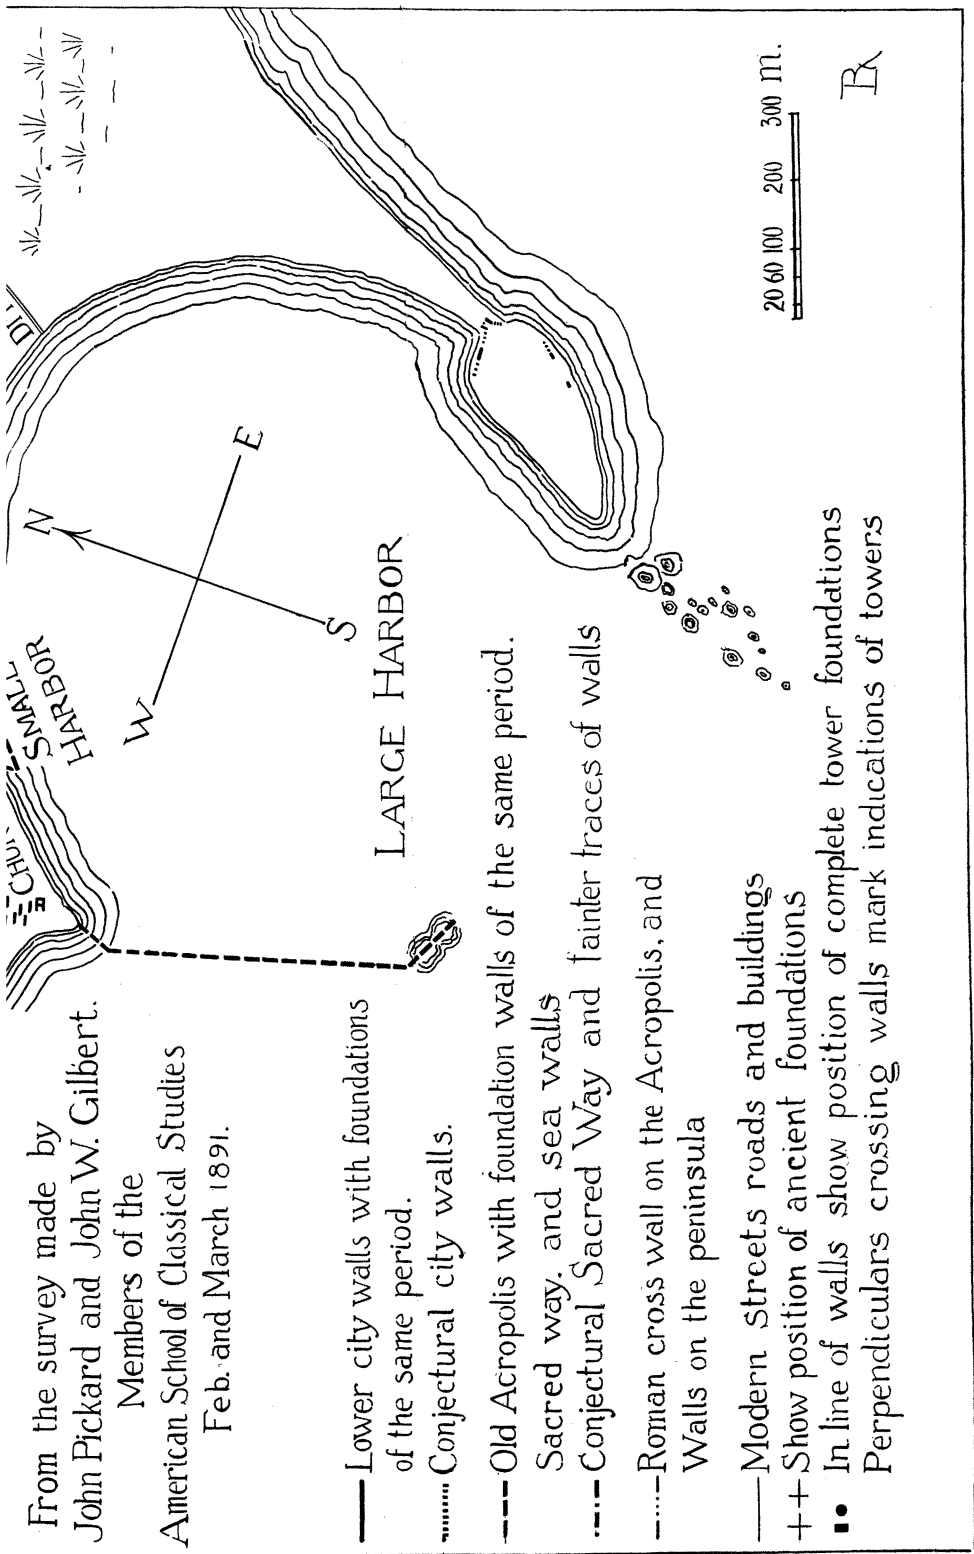 From the survey made by
John Pickard and John W. Gilbert.
Members of the
American School of Classical Studies
Feb. and March 1891.
Lower city walls with foundations
of the same period.
Conjectural city walls.
Old Acropolis with foundation walls of the same period.
Sacred way. and sea walls
Conjectural Sacred Way and fainter traces of walls
Roman cross wall on the Acropolis, and
Walls on the peninsula
Modern streets roads and buildings
++ Show position of ancient foundations
In line of walls show position of complete tower foundations
Perpendiculars crossing walls mark indications of towers
CHUR
SMALL
HARBOR
LARGE HARBOR
N
E
S
W
DI
20 60 100 200 300 m.